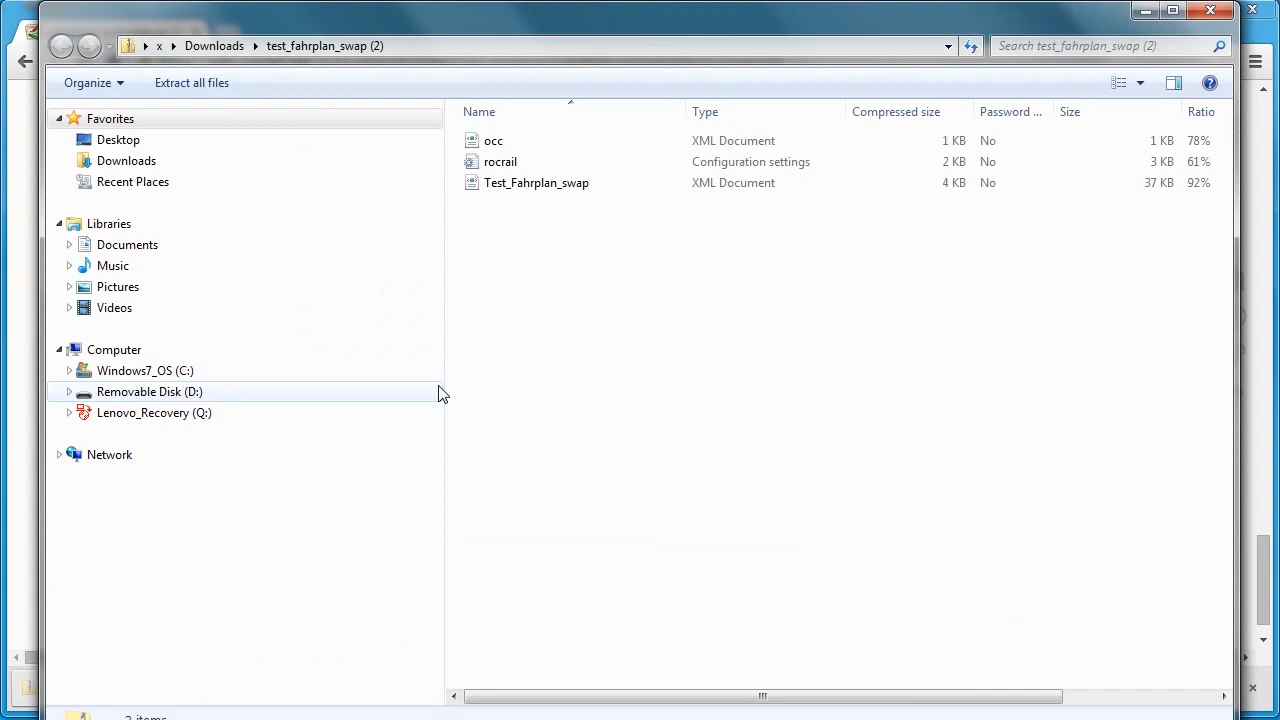 x Downloads test_fahrplan_swap (2) Search test_fahrplan_swap (2)
Organize Extract all files
Name Type Compressed size Password ... Size Ratio
occ XML Document 1 KB No 1 KB 78%
rocrail Configuration settings 2 KB No 3 KB 61%
Test_Fahrplan_swap XML Document 4 KB No 37 KB 92%
Favorites
Desktop
Downloads
Recent Places
Libraries
Documents
Music
Pictures
Videos
Computer
Windows7_OS (C:)
Removable Disk (D:)
Lenovo_Recovery (Q:)
Network
3 items